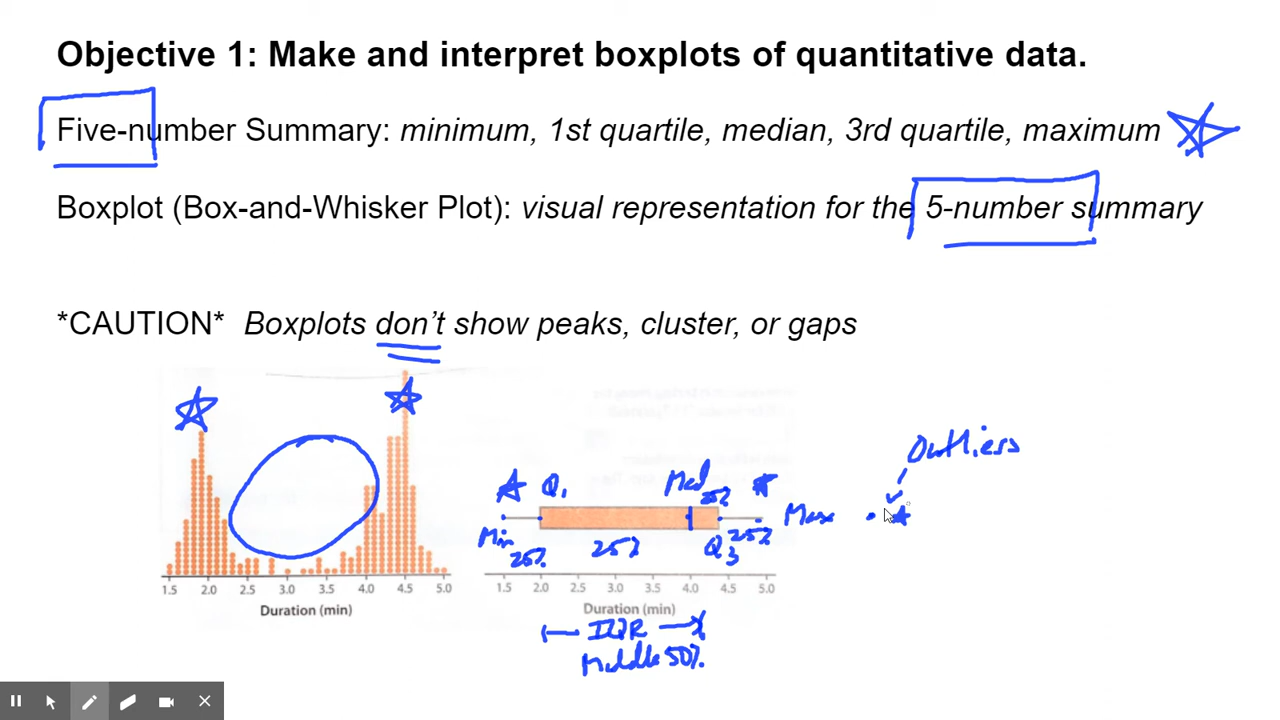 Objective 1: Make and interpret boxplots of quantitative data.
Five-number Summary: minimum, 1st quartile, median, 3rd quartile, maximum
Boxplot (Box-and-Whisker Plot): visual representation for the 5-number summary
*CAUTION* Boxplots don't show peaks, cluster, or gaps
Outliers
Q1 Med 25%
Min Max
25% 25% Q3 25%
1.5 2.0 2.5 3.0 3.5 4.0 4.5 5.0
Duration (min)
1.5 2.0 2.5 3.0 3.5 4.0 4.5 5.0
Duration (min)
IQR
Middle 50%